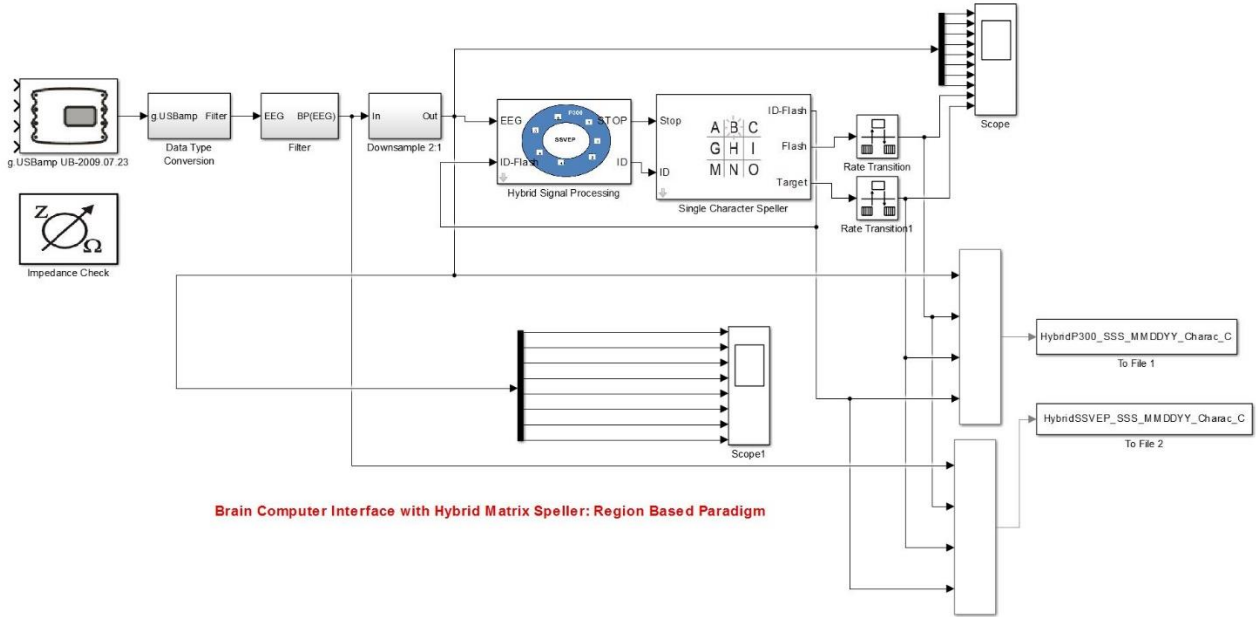 g.USBamp UB-2009.07.23
g.USBamp Filter
Data Type
Conversion
EEG BP(EEG)
Filter
In Out
Downsample 2:1
EEG
STOP
ID-Flash
ID
P300
SSVEP
Hybrid Signal Processing
Stop
ID
A B C
G H I
M N O
ID-Flash
Flash
Target
Single Character Speller
Rate Transition
Rate Transition1
Scope
Z
Ω
Impedance Check
Scope1
HybridP300_SSS_MMDDYY_Charac_C
To File 1
HybridSSVEP_SSS_MMDDYY_Charac_C
To File 2
Brain Computer Interface with Hybrid Matrix Speller: Region Based Paradigm